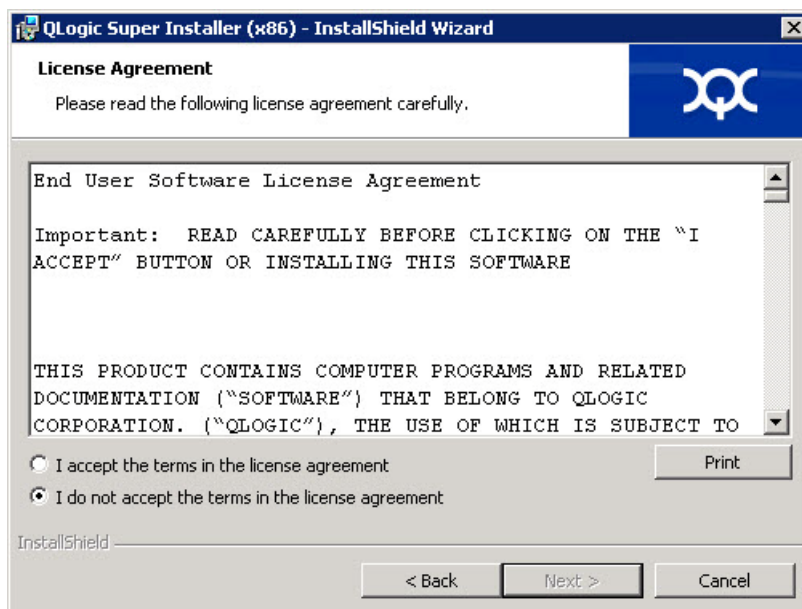 QLogic Super Installer (x86) - InstallShield Wizard
License Agreement
Please read the following license agreement carefully.
End User Software License Agreement
Important:  READ CAREFULLY BEFORE CLICKING ON THE “I
ACCEPT” BUTTON OR INSTALLING THIS SOFTWARE
THIS PRODUCT CONTAINS COMPUTER PROGRAMS AND RELATED
DOCUMENTATION (“SOFTWARE”) THAT BELONG TO QLOGIC
CORPORATION. (“QLOGIC”), THE USE OF WHICH IS SUBJECT TO
I accept the terms in the license agreement
Print
I do not accept the terms in the license agreement
InstallShield
< Back
Next >
Cancel